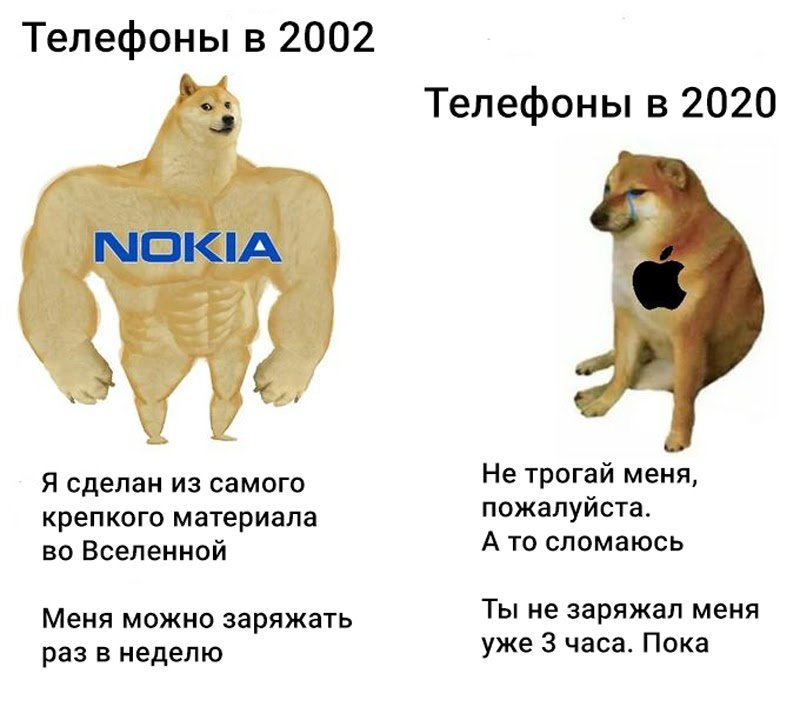 Телефоны в 2002
NOKIA
Я сделан из самого
крепкого материала
во Вселенной
Меня можно заряжать
раз в неделю
Телефоны в 2020
Не трогай меня,
пожалуйста.
А то сломаюсь
Ты не заряжал меня
уже 3 часа. Пока